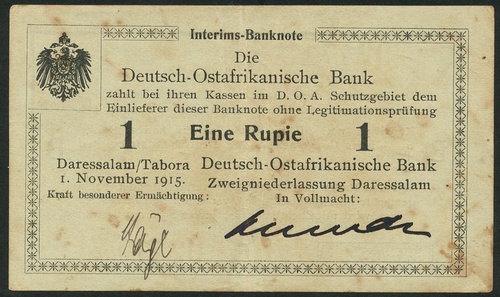 Interims-Banknote
Die
Deutsch-Ostafrikanische Bank
zahlt bei ihren Kassen im D. O. A. Schutzgebiet dem
Einlieferer dieser Banknote ohne Legitimationsprüfung
1 Eine Rupie 1
Daressalam/Tabora
1. November 1915.
Kraft besonderer Ermächtigung:
Deutsch-Ostafrikanische Bank
Zweigniederlassung Daressalam
In Vollmacht: